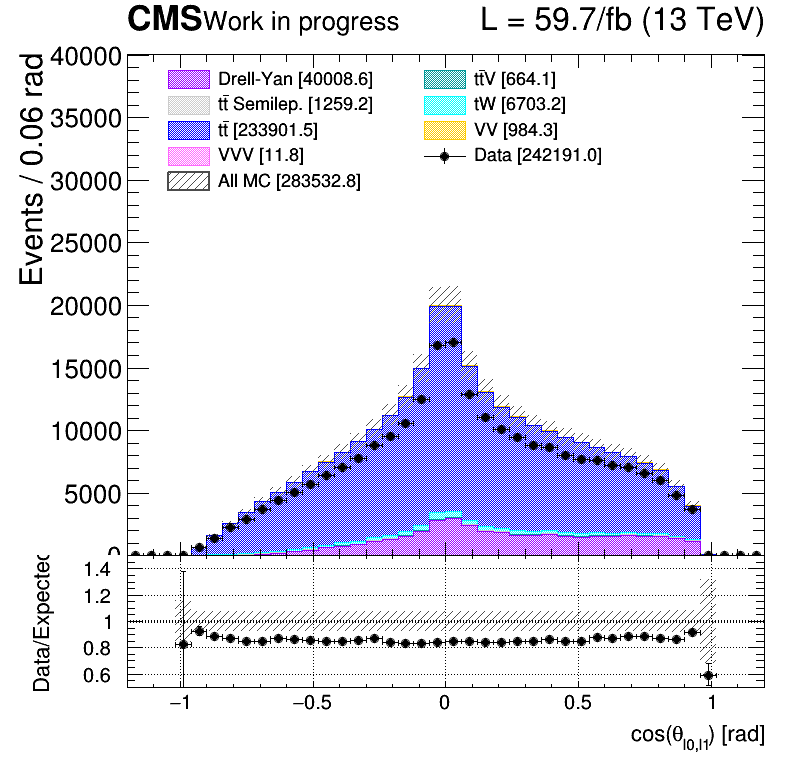 CMS Work in progress L = 59.7/fb (13 TeV)
Events / 0.06 rad
40000
35000
30000
25000
20000
15000
10000
5000
0
Drell-Yan [40008.6]
tt̄ Semilep. [1259.2]
tt̄ [233901.5]
VVV [11.8]
All MC [283532.8]
tt̄V [664.1]
tW [6703.2]
VV [984.3]
Data [242191.0]
Data/Expected
1.4
1.2
1
0.8
0.6
−1 −0.5 0 0.5 1
cos(θl0,l1) [rad]